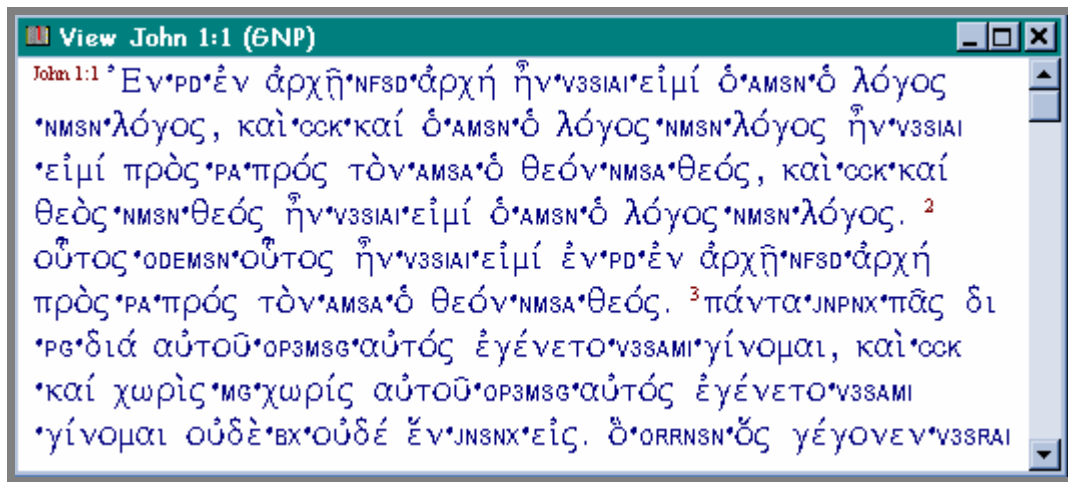 View John 1:1 (GNP)
John 1:1 Ἐν•PD•ἐν ἀρχῇ•NFSD•ἀρχή ἦν•V3SIAI•εἰμί ὁ•AMSN•ὁ λόγος
•NMSN•λόγος, καὶ•CCK•καί ὁ•AMSN•ὁ λόγος•NMSN•λόγος ἦν•V3SIAI
•εἰμί πρὸς•PA•πρός τὸν•AMSA•ὁ θεόν•NMSA•θεός, καὶ•CCK•καί
θεὸς•NMSN•θεός ἦν•V3SIAI•εἰμί ὁ•AMSN•ὁ λόγος•NMSN•λόγος. 2
οὗτος•ODEMSN•οὗτος ἦν•V3SIAI•εἰμί ἐν•PD•ἐν ἀρχῇ•NFSD•ἀρχή
πρὸς•PA•πρός τὸν•AMSA•ὁ θεόν•NMSA•θεός. 3 πάντα•JNPNX•πᾶς δι
•PG•διά αὐτοῦ•OP3MSG•αὐτός ἐγένετο•V3SAMI•γίνομαι, καὶ•CCK
•καί χωρὶς•MG•χωρίς αὐτοῦ•OP3MSG•αὐτός ἐγένετο•V3SAMI
•γίνομαι οὐδὲ•BX•οὐδέ ἕν•JNSNX•εἰς. ὃ•ORRNSN•ὅς γέγονεν•V3SRAI